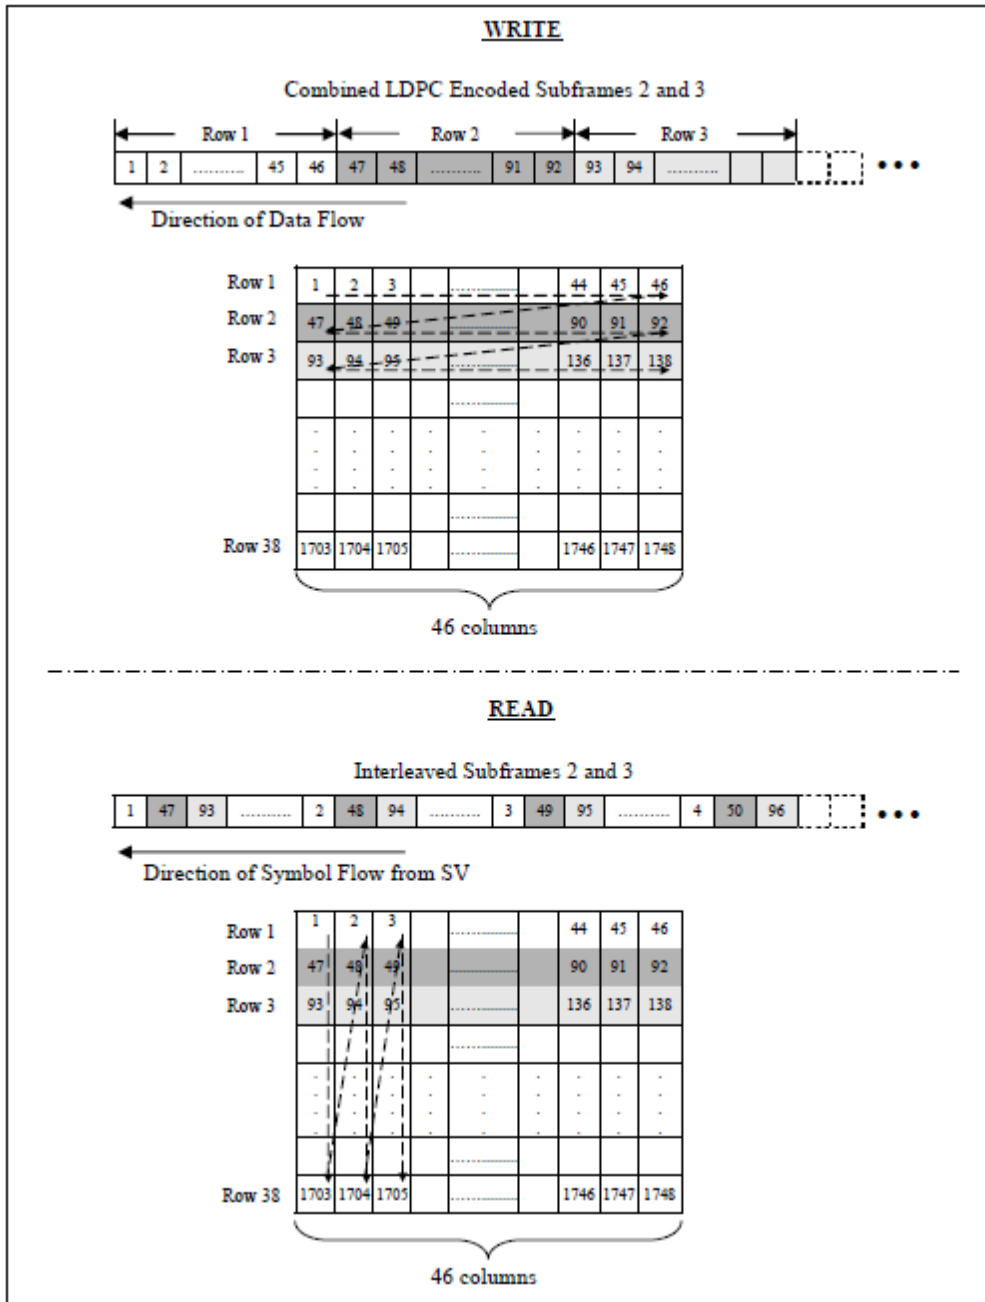 WRITE
Combined LDPC Encoded Subframes 2 and 3
Row 1 Row 2 Row 3
1 2 ........... 45 46 47 48 ........... 91 92 93 94 ........... •••
Direction of Data Flow
Row 1 1 2 3 ................ 44 45 46
Row 2 47 48 49 ................ 90 91 92
Row 3 93 94 95 ................ 136 137 138
................
. . . . . . . .
. . . . . . . .
. . . . . . . .
. . . . . . . .
................
Row 38 1703 1704 1705 ................ 1746 1747 1748
46 columns
READ
Interleaved Subframes 2 and 3
1 47 93 ........... 2 48 94 ........... 3 49 95 ........... 4 50 96 •••
Direction of Symbol Flow from SV
Row 1 1 2 3 ................ 44 45 46
Row 2 47 48 49 ................ 90 91 92
Row 3 93 94 95 ................ 136 137 138
................
. . . . . . . .
. . . . . . . .
. . . . . . . .
. . . . . . . .
................
Row 38 1703 1704 1705 ................ 1746 1747 1748
46 columns